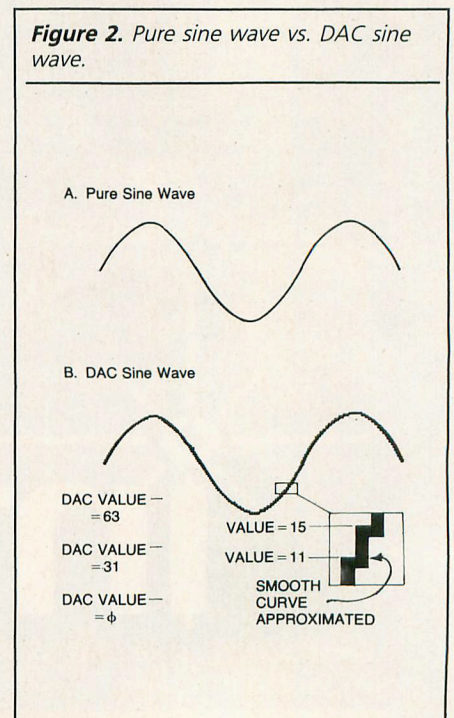 Figure 2. Pure sine wave vs. DAC sine
wave.
A. Pure Sine Wave
B. DAC Sine Wave
DAC VALUE
=63
DAC VALUE
=31
DAC VALUE
=ϕ
VALUE=15
VALUE=11
SMOOTH
CURVE
APPROXIMATED